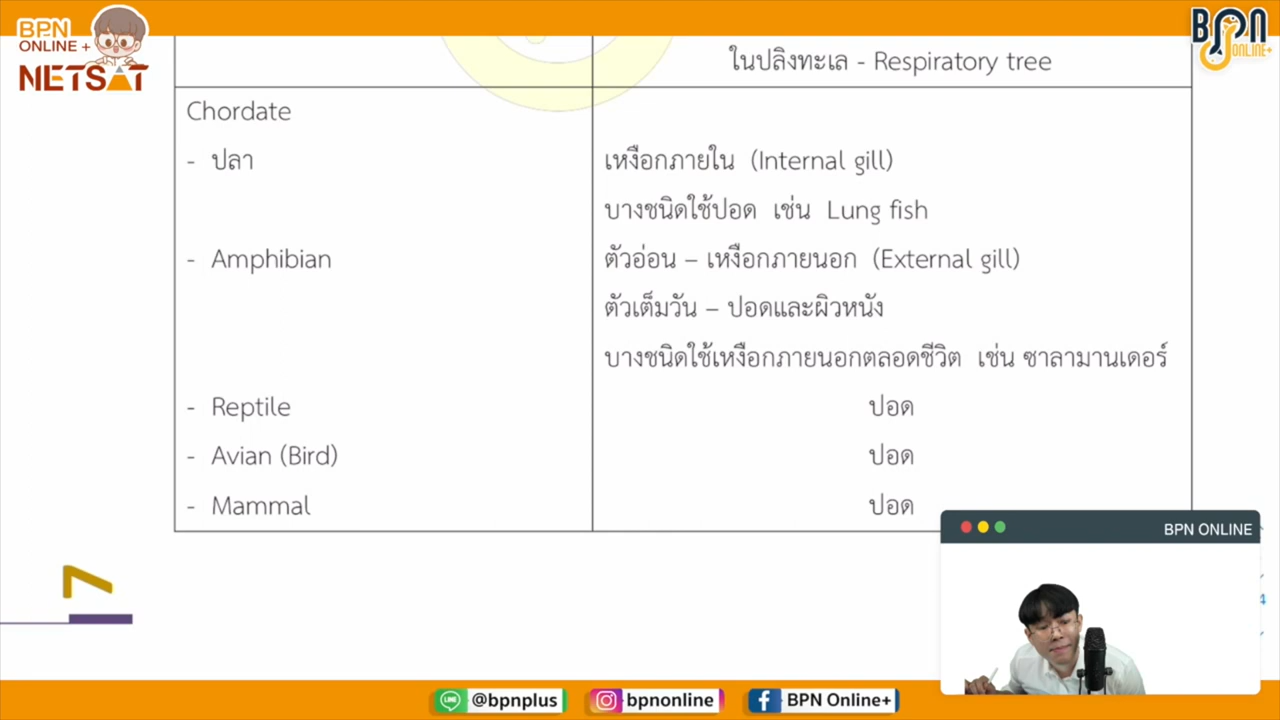 BPN
ONLINE +
NETSAT
BPN
ONLINE+
ในปลิงทะเล - Respiratory tree
Chordate
- ปลา
เหงือกภายใน (Internal gill)
บางชนิดใช้ปอด เช่น Lung fish
- Amphibian
ตัวอ่อน – เหงือกภายนอก (External gill)
ตัวเต็มวัน – ปอดและผิวหนัง
บางชนิดใช้เหงือกภายนอกตลอดชีวิต เช่น ซาลามานเดอร์
- Reptile
ปอด
- Avian (Bird)
ปอด
- Mammal
ปอด
BPN ONLINE
7
4
@bpnplus
bpnonline
BPN Online+